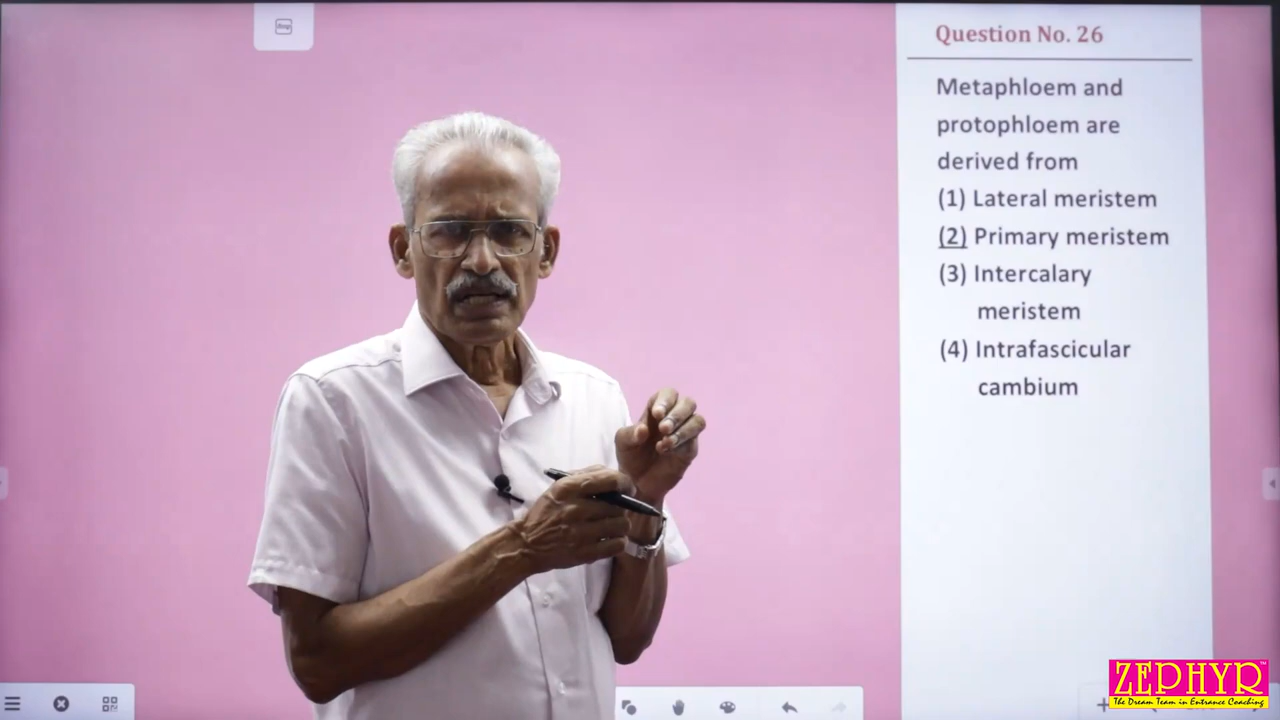 Question No. 26
Metaphloem and
protophloem are
derived from
(1) Lateral meristem
(2) Primary meristem
(3) Intercalary
meristem
(4) Intrafascicular
cambium
ZEPHYR™
The Dream Team in Entrance Coaching